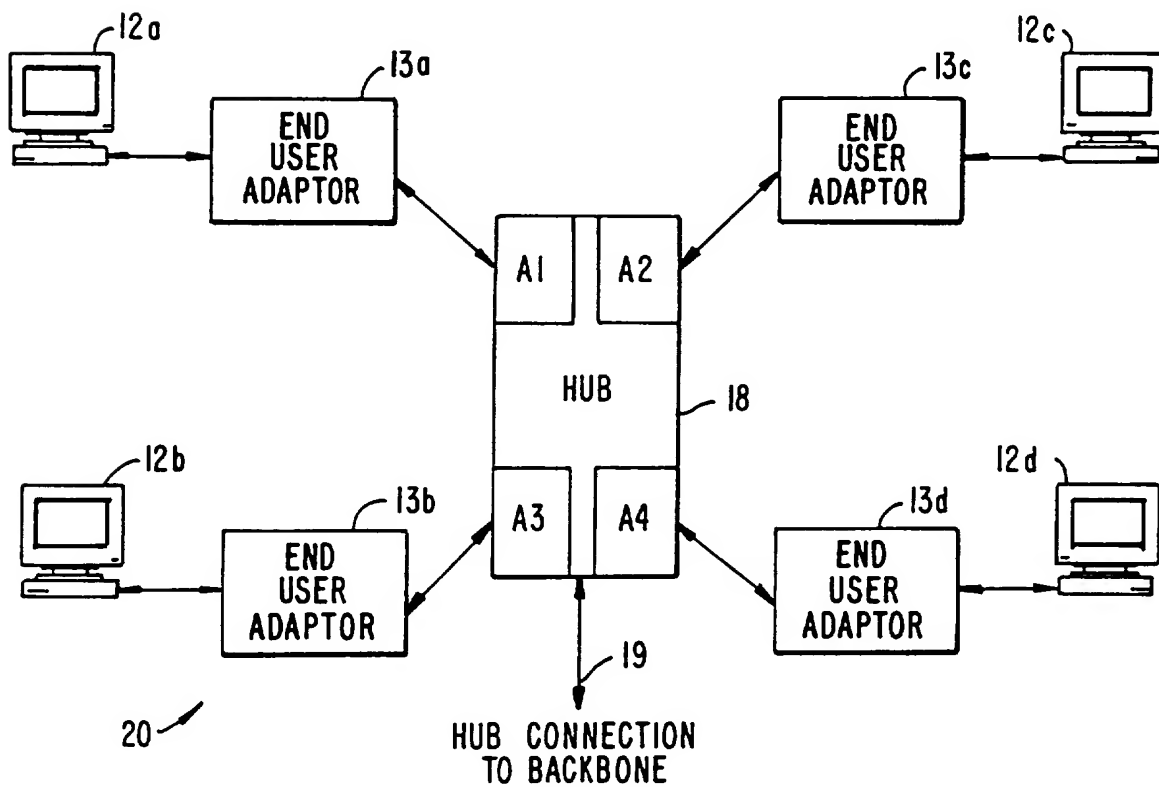 12a
13a
END
USER
ADAPTOR
12c
13c
END
USER
ADAPTOR
A1
A2
HUB
18
12b
13b
END
USER
ADAPTOR
A3
A4
12d
13d
END
USER
ADAPTOR
19
20
HUB CONNECTION
TO BACKBONE